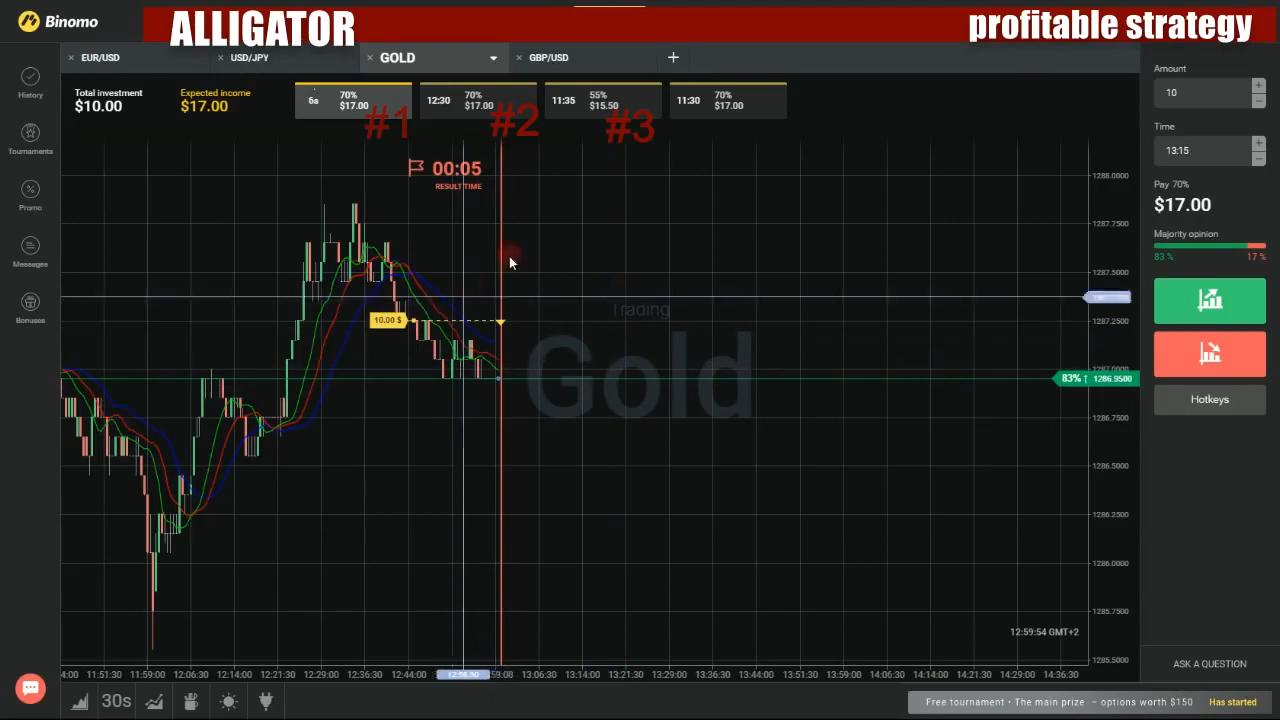 Binomo
ALLIGATOR
profitable strategy
EUR/USD
USD/JPY
GOLD
GBP/USD
Total investment
$10.00
Expected income
$17.00
6s
70%
$17.00
12:30
70%
$17.00
11:35
55%
$15.50
11:30
70%
$17.00
#1
#2
#3
History
Tournaments
Promo
Messeges
Bonuses
00:05
RESULT TIME
10.00 $
Trading
Gold
1288.0000
1287.7500
1287.5000
1287.2500
1287.0000
83% ↑ 1286.9500
1286.7500
1286.5000
1286.2500
1286.0000
1285.7500
1285.5000
12:59:54 GMT+2
4:00 11:51:30 11:59:00 12:06:30 12:14:00 12:21:30 12:29:00 12:36:30 12:44:00 59:00 13:06:30 13:14:00 13:21:30 13:29:00 13:36:30 13:44:00 13:51:30 13:59:00 14:06:30 14:14:00 14:21:30 14:29:00 14:36:30
Amount
10
+
−
Time
13:15
+
−
Pay 70%
$17.00
Majority opinion
83 %
17 %
Hotkeys
ASK A QUESTION
30s
Free tournament • The main prize – options worth $150 Has started